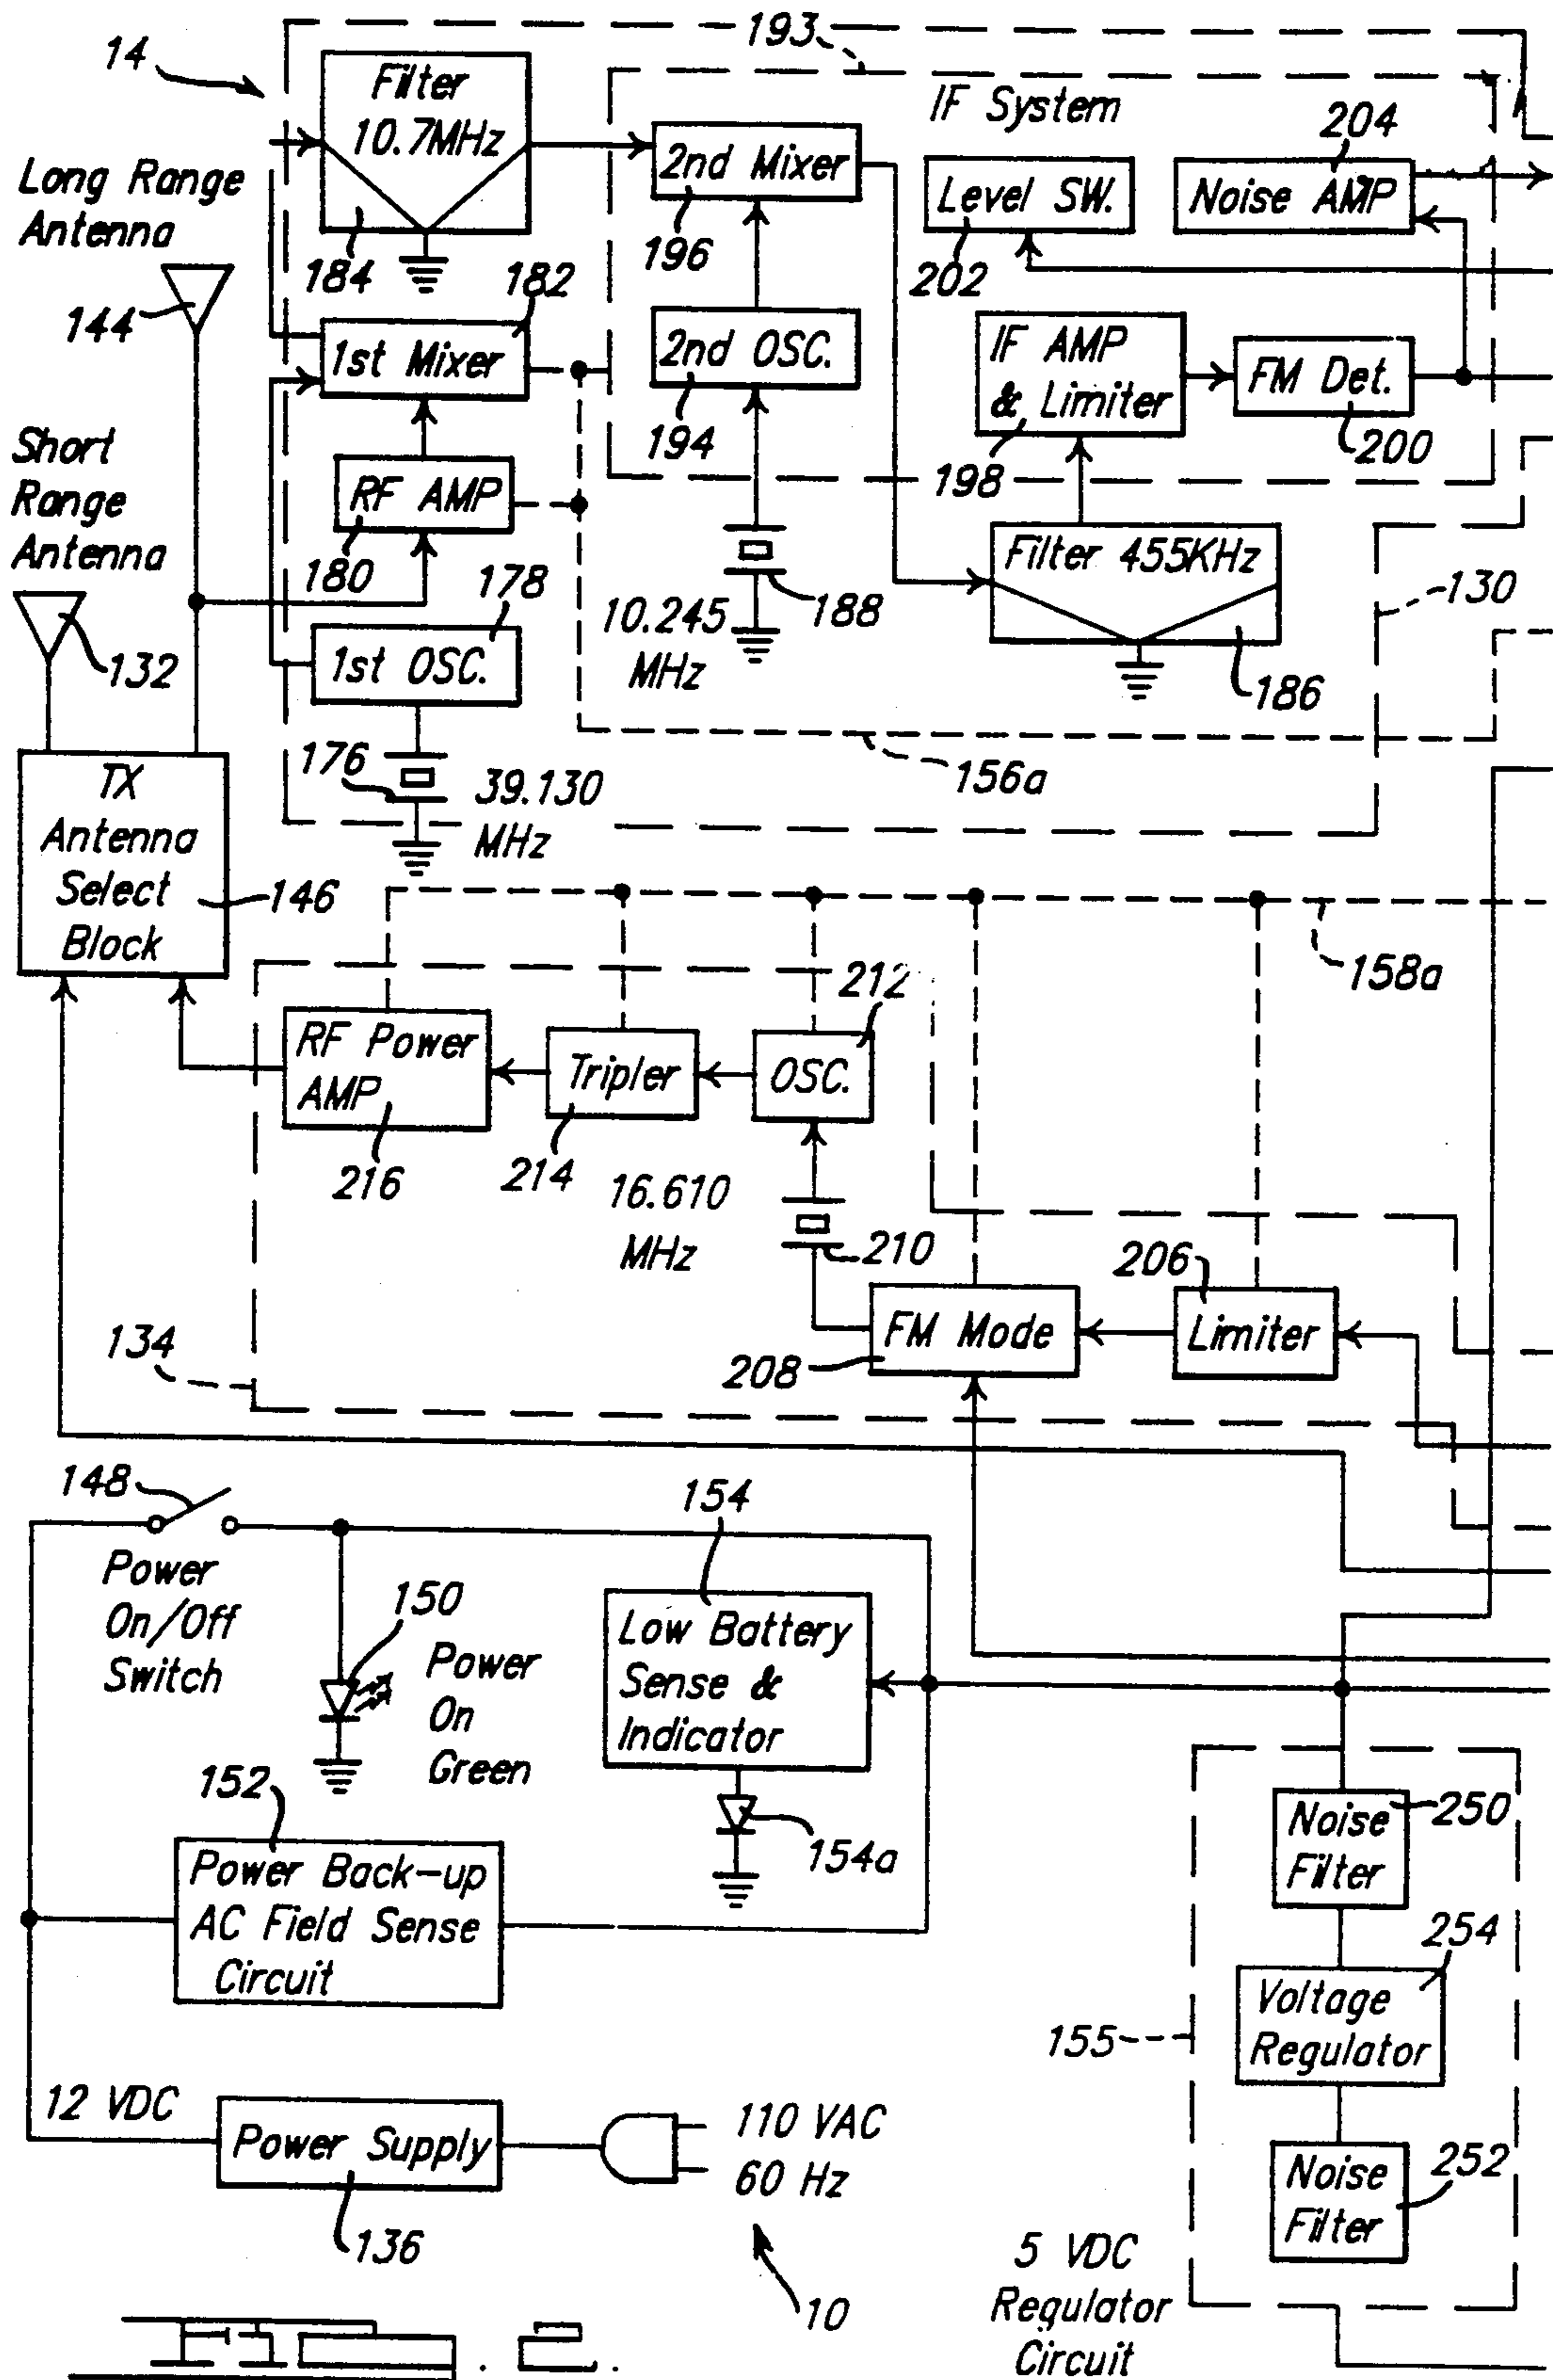 193
14
Filter
10.7MHz
184
IF System
2nd Mixer
196
Level SW.
202
204
Noise AMP
Long Range
Antenna
144
182
1st Mixer
2nd OSC.
194
IF AMP
& Limiter
198
FM Det.
200
Short
Range
Antenna
132
RF AMP
180
178
1st OSC.
176
39.130
MHz
10.245
MHz
188
Filter 455KHz
186
130
156a
TX
Antenna
Select
Block
146
158a
212
RF Power
AMP
216
Tripler
214
OSC.
16.610
MHz
210
206
FM Mode
208
Limiter
134
148
Power
On/Off
Switch
150
Power
On
Green
154
Low Battery
Sense &
Indicator
154a
152
Power Back-up
AC Field Sense
Circuit
Noise
Filter
250
254
Voltage
Regulator
155
Noise
Filter
252
12 VDC
Power Supply
136
110 VAC
60 Hz
10
5 VDC
Regulator
Circuit